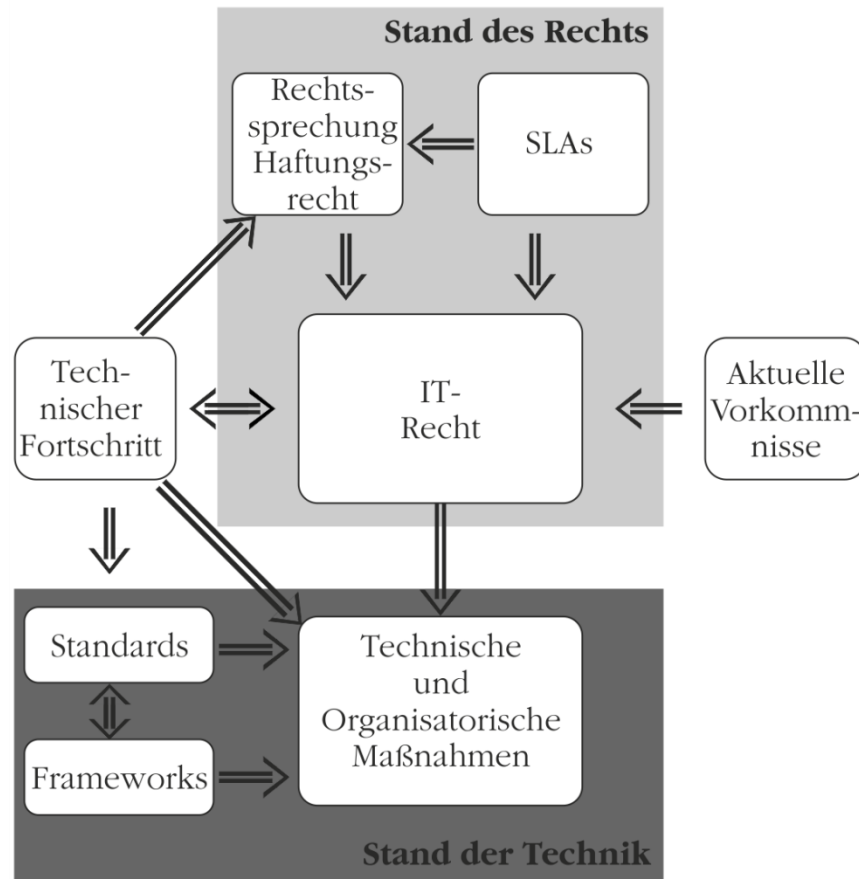 Stand des Rechts
Rechts-
sprechung
Haftungs-
recht
SLAs
Tech-
nischer
Fortschritt
IT-
Recht
Aktuelle
Vorkomm-
nisse
Standards
Frameworks
Technische
und
Organisatorische
Maßnahmen
Stand der Technik